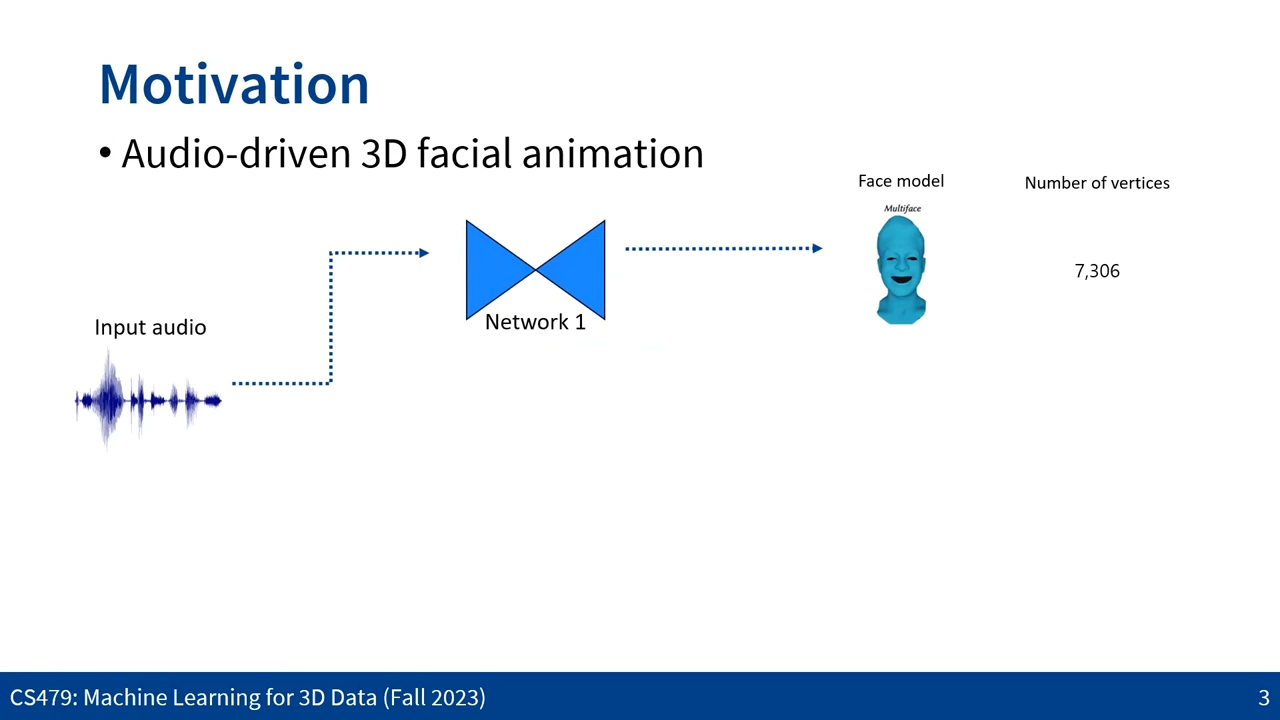 Motivation
• Audio-driven 3D facial animation
Face model
Number of vertices
Multiface
7,306
Network 1
Input audio
CS479: Machine Learning for 3D Data (Fall 2023)
3